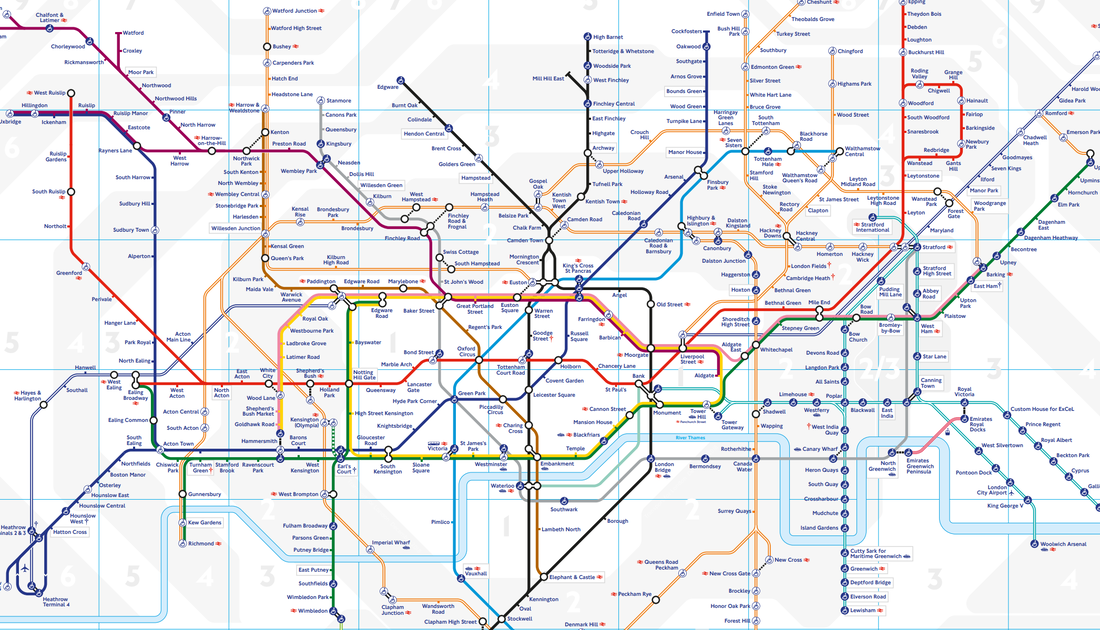 Chalfont &
Latimer
Watford
Croxley
Chorleywood
Rickmansworth
Moor Park
Northwood
Northwood Hills
Pinnar
North Harrow
Harrow-
on-the-Hill
West Ruislip
Hillingdon
Uxbridge
Ickenham
Ruislip
Ruislip Manor
Eastcote
Rayners Lane
West
Harrow
Ruislip
Gardens
South Ruislip
Northolt
Greenford
Perivale
Hanger Lane
South Harrow
Sudbury Hill
Sudbury Town
Alperton
Park Royal
North Ealing
Watford Junction
Watford High Street
Bushey
Carpenders Park
Hatch End
Headstone Lane
Harrow &
Wealdstone
Kenton
Northwick
Park
Preston Road
South Kenton
North Wembley
Wembley Central
Stonebridge Park
Harlesden
Willesden Junction
Kensal Green
Queen's Park
Kilburn Park
Maida Vale
Warwick
Avenue
Stanmore
Canons Park
Queensbury
Kingsbury
Wembley Park
Neasden
Dollis Hill
Willesden Green
Kilburn
West
Hampstead
Finchley
Road &
Frognal
Finchley Road
Kensal
Rise
Brondesbury
Park
Brondesbury
Kilburn
High Road
South Hampstead
Swiss Cottage
St John's Wood
Edgware
Burnt Oak
Colindale
Hendon Central
Brent Cross
Golders Green
Hampstead
Hampstead
Heath
Belsize Park
Chalk Farm
Camden Town
Mornington
Crescent
Euston
High Barnet
Totteridge & Whetstone
Woodside Park
West Finchley
Mill Hill East
Finchley Central
East Finchley
Highgate
Archway
Crouch
Hill
Upper Holloway
Gospel
Oak
Kentish
Town
West
Tufnell Park
Kentish Town
Camden Road
Caledonian
Road
Holloway Road
Arsenal
Cockfosters
Oakwood
Southgate
Arnos Grove
Bounds Green
Wood Green
Turnpike Lane
Manor House
Finsbury
Park
Harringay
Green
Lanes
Highbury &
Islington
Caledonian
Road &
Barnsbury
Canonbury
Enfield Town
Bush Hill
Park
Cheshunt
Theobalds Grove
Turkey Street
Southbury
Edmonton Green
Silver Street
White Hart Lane
Bruce Grove
South
Tottenham
Seven
Sisters
Tottenham
Hale
Blackhorse
Road
Stamford
Hill
Stoke
Newington
Rectory
Road
Chingford
Highams Park
Wood Street
Walthamstow
Central
Walthamstow
Queen's Road
St James Street
Clapton
Leyton
Midland Road
Leytonstone
High Road
Epping
Theydon Bois
Debden
Loughton
Buckhurst Hill
Roding
Valley
Grange
Hill
Woodford
Hainault
South Woodford
Fairlop
Snaresbrook
Barkingside
Redbridge
Newbury
Park
Wanstead
Gants
Hill
Leytonstone
Wanstead
Park
Forest
Gate
Woodgrange
Park
Leyton
Maryland
Manor Park
Ilford
Seven Kings
Goodmayes
Chadwell
Heath
Romford
Gidea Park
Harold Wood
Emerson Park
Upminster
Hornchurch
Elm Park
Dagenham
East
Dagenham Heathway
Becontree
Upney
Barking
East Ham
Upton
Park
Plaistow
Dalston
Kingsland
Dalston Junction
Haggerston
Hoxton
Hackney
Downs
Hackney
Central
Homerton
Hackney
Wick
Stratford
International
Stratford
Stratford
High Street
Abbey
Road
West
Ham
Star Lane
Canning
Town
London Fields
Cambridge Heath
Bethnal Green
Bethnal Green
Shoreditch
High Street
Mile End
Bow
Road
Bow
Church
Bromley-
by-Bow
Pudding
Mill Lane
Stepney Green
Whitechapel
Paddington
Edgware Road
Marylebone
Edgware
Road
Baker Street
Great Portland
Street
Euston
Square
Warren
Street
King's Cross
St Pancras
Angel
Old Street
Farringdon
Barbican
Moorgate
Liverpool
Street
Aldgate
East
Aldgate
Royal Oak
Westbourne Park
Ladbroke Grove
Latimer Road
Bayswater
Notting
Hill Gate
Queensway
Lancaster
Gate
Marble Arch
Bond Street
Oxford
Circus
Regent's Park
Goodge
Street
Russell
Square
Tottenham
Court Road
Holborn
Chancery Lane
St Paul's
Bank
Covent Garden
Leicester Square
Piccadilly
Circus
Charing
Cross
Green Park
Hyde Park Corner
Knightsbridge
High Street Kensington
Kensington
(Olympia)
Holland
Park
Shepherd's
Bush
White
City
Wood Lane
Shepherd's
Bush Market
Goldhawk Road
Hammersmith
Barons
Court
Gloucester
Road
South
Kensington
Sloane
Square
Victoria
St James's
Park
Westminster
Embankment
Temple
Blackfriars
Mansion House
Cannon Street
Monument
Tower
Hill
Fenchurch Street
Tower
Gateway
River Thames
Acton
Main Line
Hanwell
Southall
Hayes &
Harlington
West
Ealing
Ealing
Broadway
Ealing Common
West
Acton
North
Acton
East
Acton
Acton Central
South Acton
South
Ealing
Acton Town
Northfields
Boston Manor
Osterley
Hounslow East
Hounslow Central
Hounslow
West
Hatton Cross
Heathrow
Terminals 2 & 3
Heathrow
Terminal 4
Chiswick
Park
Turnham
Green
Stamford
Brook
Ravenscourt
Park
West
Kensington
Earl's
Court
Gunnersbury
Kew Gardens
Richmond
West Brompton
Fulham Broadway
Parsons Green
Putney Bridge
East Putney
Southfields
Wimbledon Park
Wimbledon
Imperial Wharf
Clapham
Junction
Wandsworth
Road
Clapham High Street
Pimlico
Vauxhall
Stockwell
Oval
Kennington
Waterloo
Southwark
Lambeth North
Elephant & Castle
Borough
London
Bridge
Bermondsey
Canada
Water
Rotherhithe
Wapping
Shadwell
Limehouse
Westferry
Poplar
Blackwall
East
India
All Saints
Langdon Park
Devons Road
West India
Quay
Canary Wharf
Heron Quays
South Quay
Crossharbour
Mudchute
Island Gardens
Cutty Sark for
Maritime Greenwich
Greenwich
Deptford Bridge
Elverson Road
Lewisham
North
Greenwich
Emirates
Greenwich
Peninsula
Emirates
Royal
Docks
Royal
Victoria
Custom House for ExCeL
Prince Regent
Royal Albert
Beckton Park
Cyprus
West Silvertown
Pontoon Dock
London
City Airport
King George V
Woolwich Arsenal
Surrey Quays
Queens Road
Peckham
Peckham Rye
Denmark Hill
New Cross
New Cross Gate
Brockley
Honor Oak Park
Forest Hill